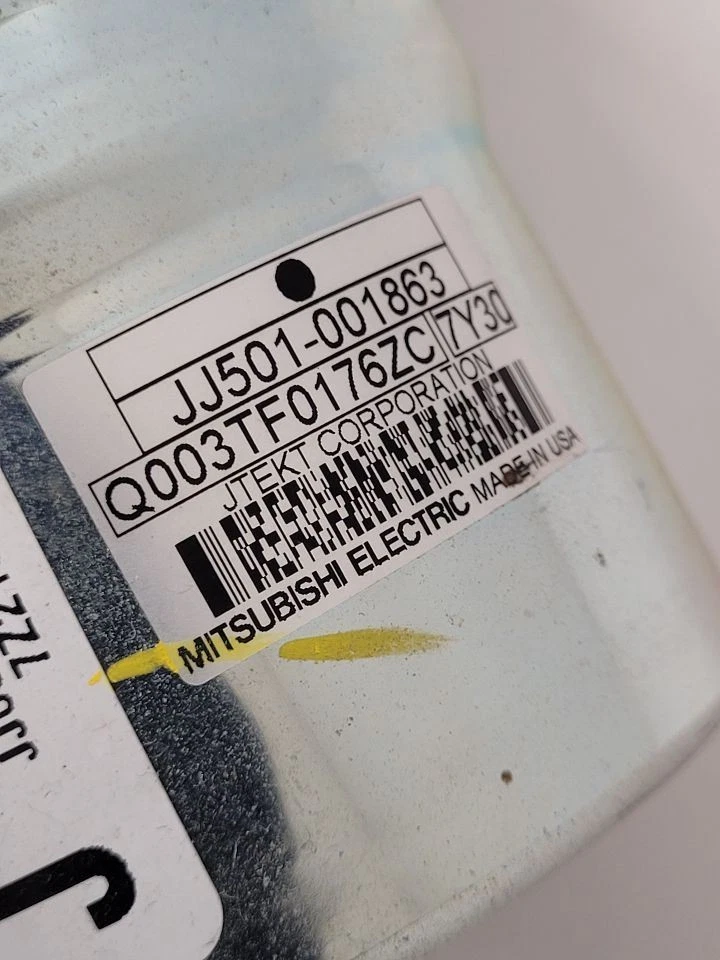 JJ501-001863
Q003TF0176ZC 7Y30
JTEKT CORPORATION
MITSUBISHI ELECTRIC MADE IN USA
J